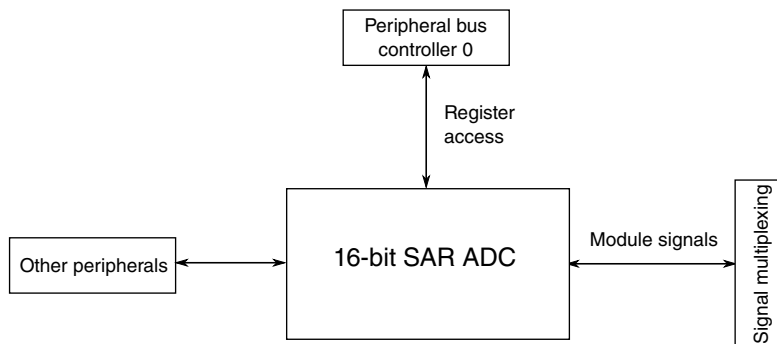 Peripheral bus
controller 0
Register
access
16-bit SAR ADC
Other peripherals
Module signals
Signal multiplexing